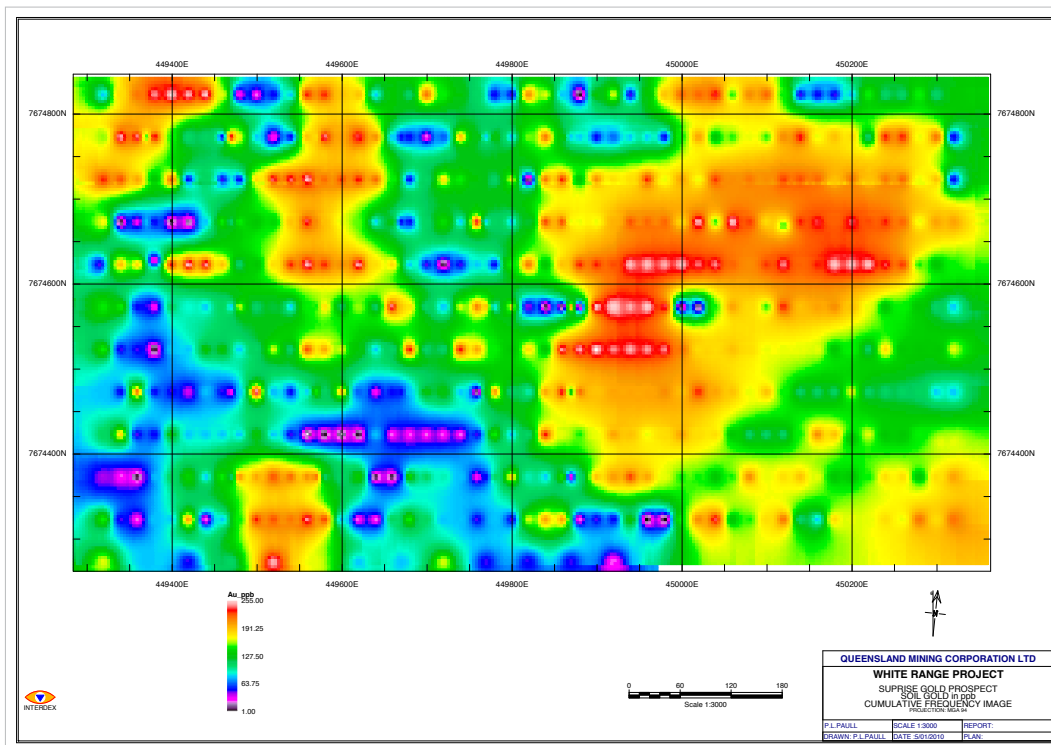 449400E 449600E 449800E 450000E 450200E
7674800N 7674800N
7674600N 7674600N
7674400N 7674400N
449400E 449600E 449800E 450000E 450200E
Au_ppb
255.00
191.25
127.50
63.75
1.00
N
0 60 120 180
Scale 1:3000
INTERDEX
QUEENSLAND MINING CORPORATION LTD
WHITE RANGE PROJECT
SUPRISE GOLD PROSPECT
SOIL GOLD in ppb
CUMULATIVE FREQUENCY IMAGE
PROJECTION: MGA 94
P.L.PAULL SCALE 1:3000 REPORT:
DRAWN: P.L.PAULL DATE :5/01/2010 PLAN: